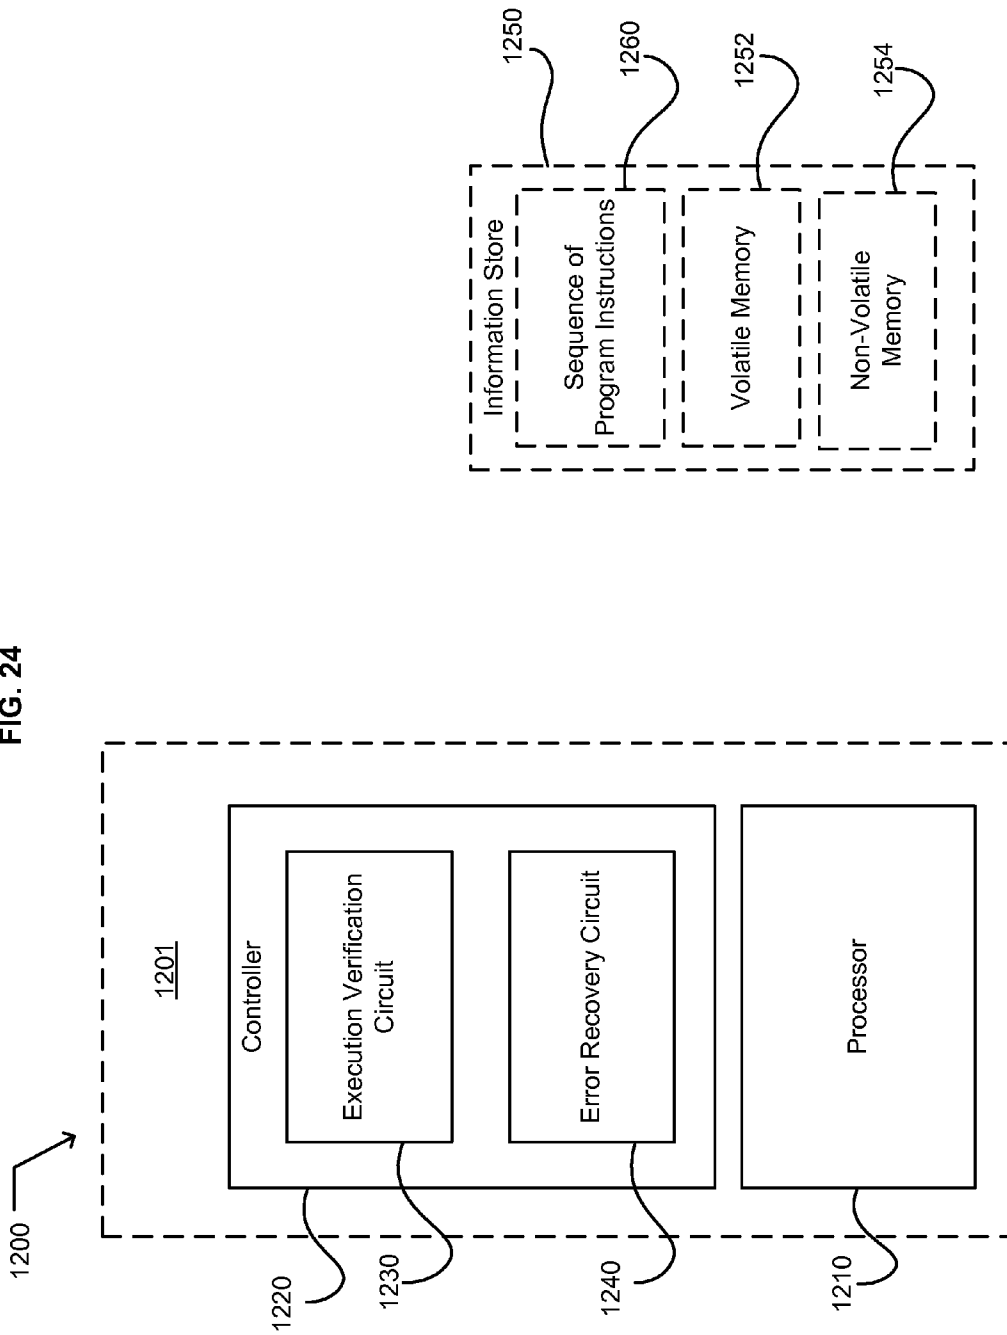 FIG. 24
1200
1201
Controller
Execution Verification
Circuit
Error Recovery Circuit
Processor
1220
1230
1240
1210
Information Store
Sequence of
Program Instructions
Volatile Memory
Non-Volatile
Memory
1250
1260
1252
1254